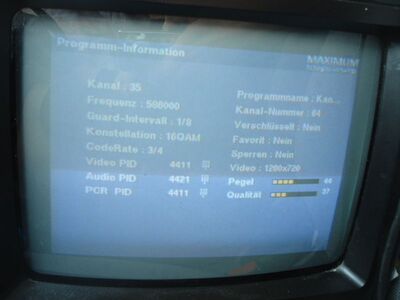 Programm-Information
MAXIMUM
Kanal : 35
Frequenz : 586000
Guard-Intervall : 1/8
Konstellation : 16QAM
CodeRate : 3/4
Video PID 4411
Audio PID 4421
PCR PID 4411
Programmname : Kan...
Kanal-Nummer : 64
Verschlüsselt : Nein
Favorit : Nein
Sperren : Nein
Video : 1280x720
Pegel 44
Qualität 37